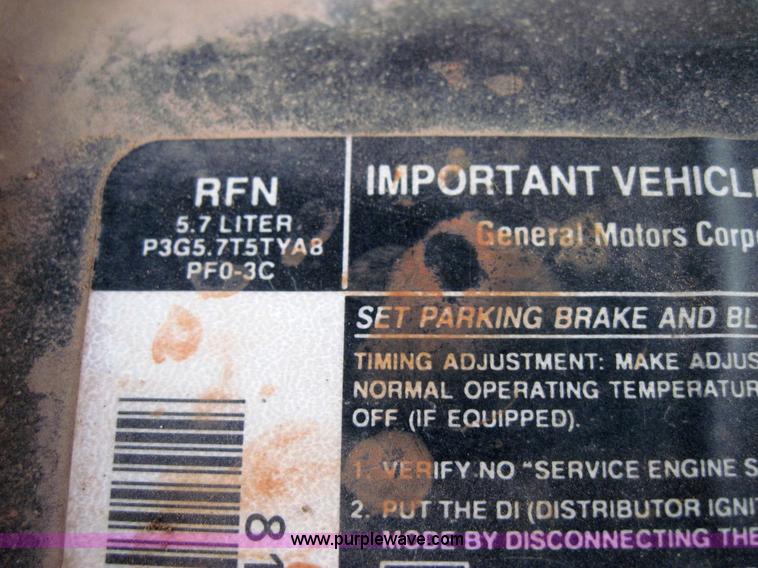 RFN
5.7 LITER
P3G5.7T5TYA8
PF0-3C
IMPORTANT VEHICL
General Motors Corp
SET PARKING BRAKE AND BL
TIMING ADJUSTMENT: MAKE ADJUS
NORMAL OPERATING TEMPERATUR
OFF (IF EQUIPPED).
1. VERIFY NO "SERVICE ENGINE S
2. PUT THE DI (DISTRIBUTOR IGNI
BY DISCONNECTING THE
81
www.purplewave.com